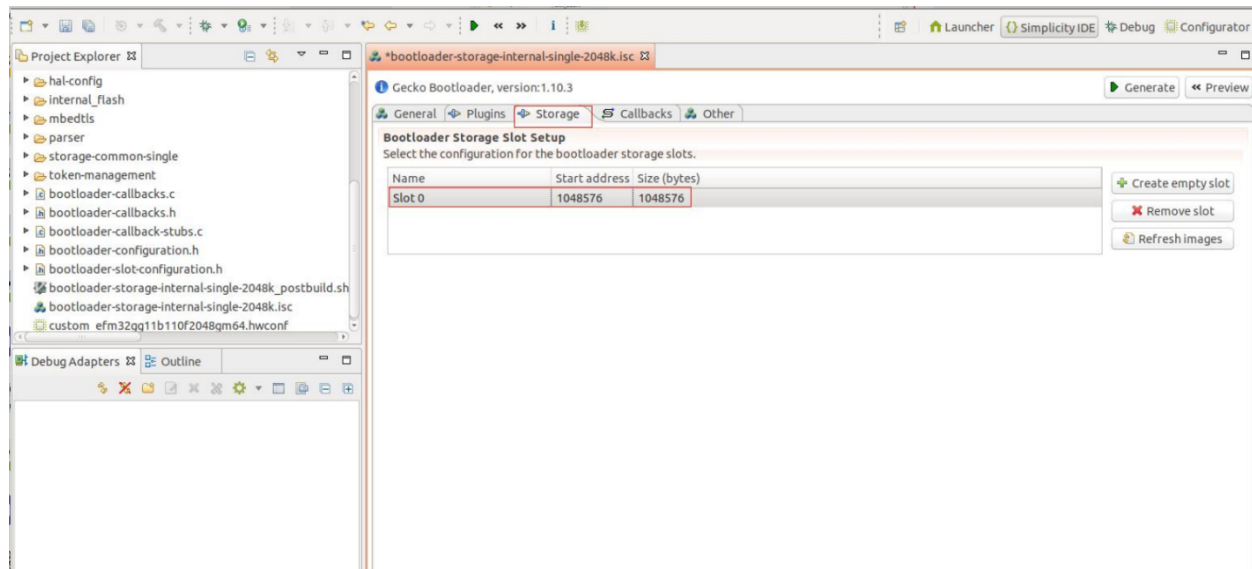 Launcher {} Simplicity IDE Debug Configurator
Project Explorer
hal-config
internal_flash
mbedtls
parser
storage-common-single
token-management
bootloader-callbacks.c
bootloader-callbacks.h
bootloader-callback-stubs.c
bootloader-configuration.h
bootloader-slot-configuration.h
bootloader-storage-internal-single-2048k_postbuild.sh
bootloader-storage-internal-single-2048k.isc
custom_efm32gg11b110f2048gm64.hwconf
Debug Adapters Outline
*bootloader-storage-internal-single-2048k.isc
Gecko Bootloader, version:1.10.3
Generate Preview
General Plugins Storage Callbacks Other
Bootloader Storage Slot Setup
Select the configuration for the bootloader storage slots.
Name Start address Size (bytes)
Slot 0 1048576 1048576
Create empty slot
Remove slot
Refresh images